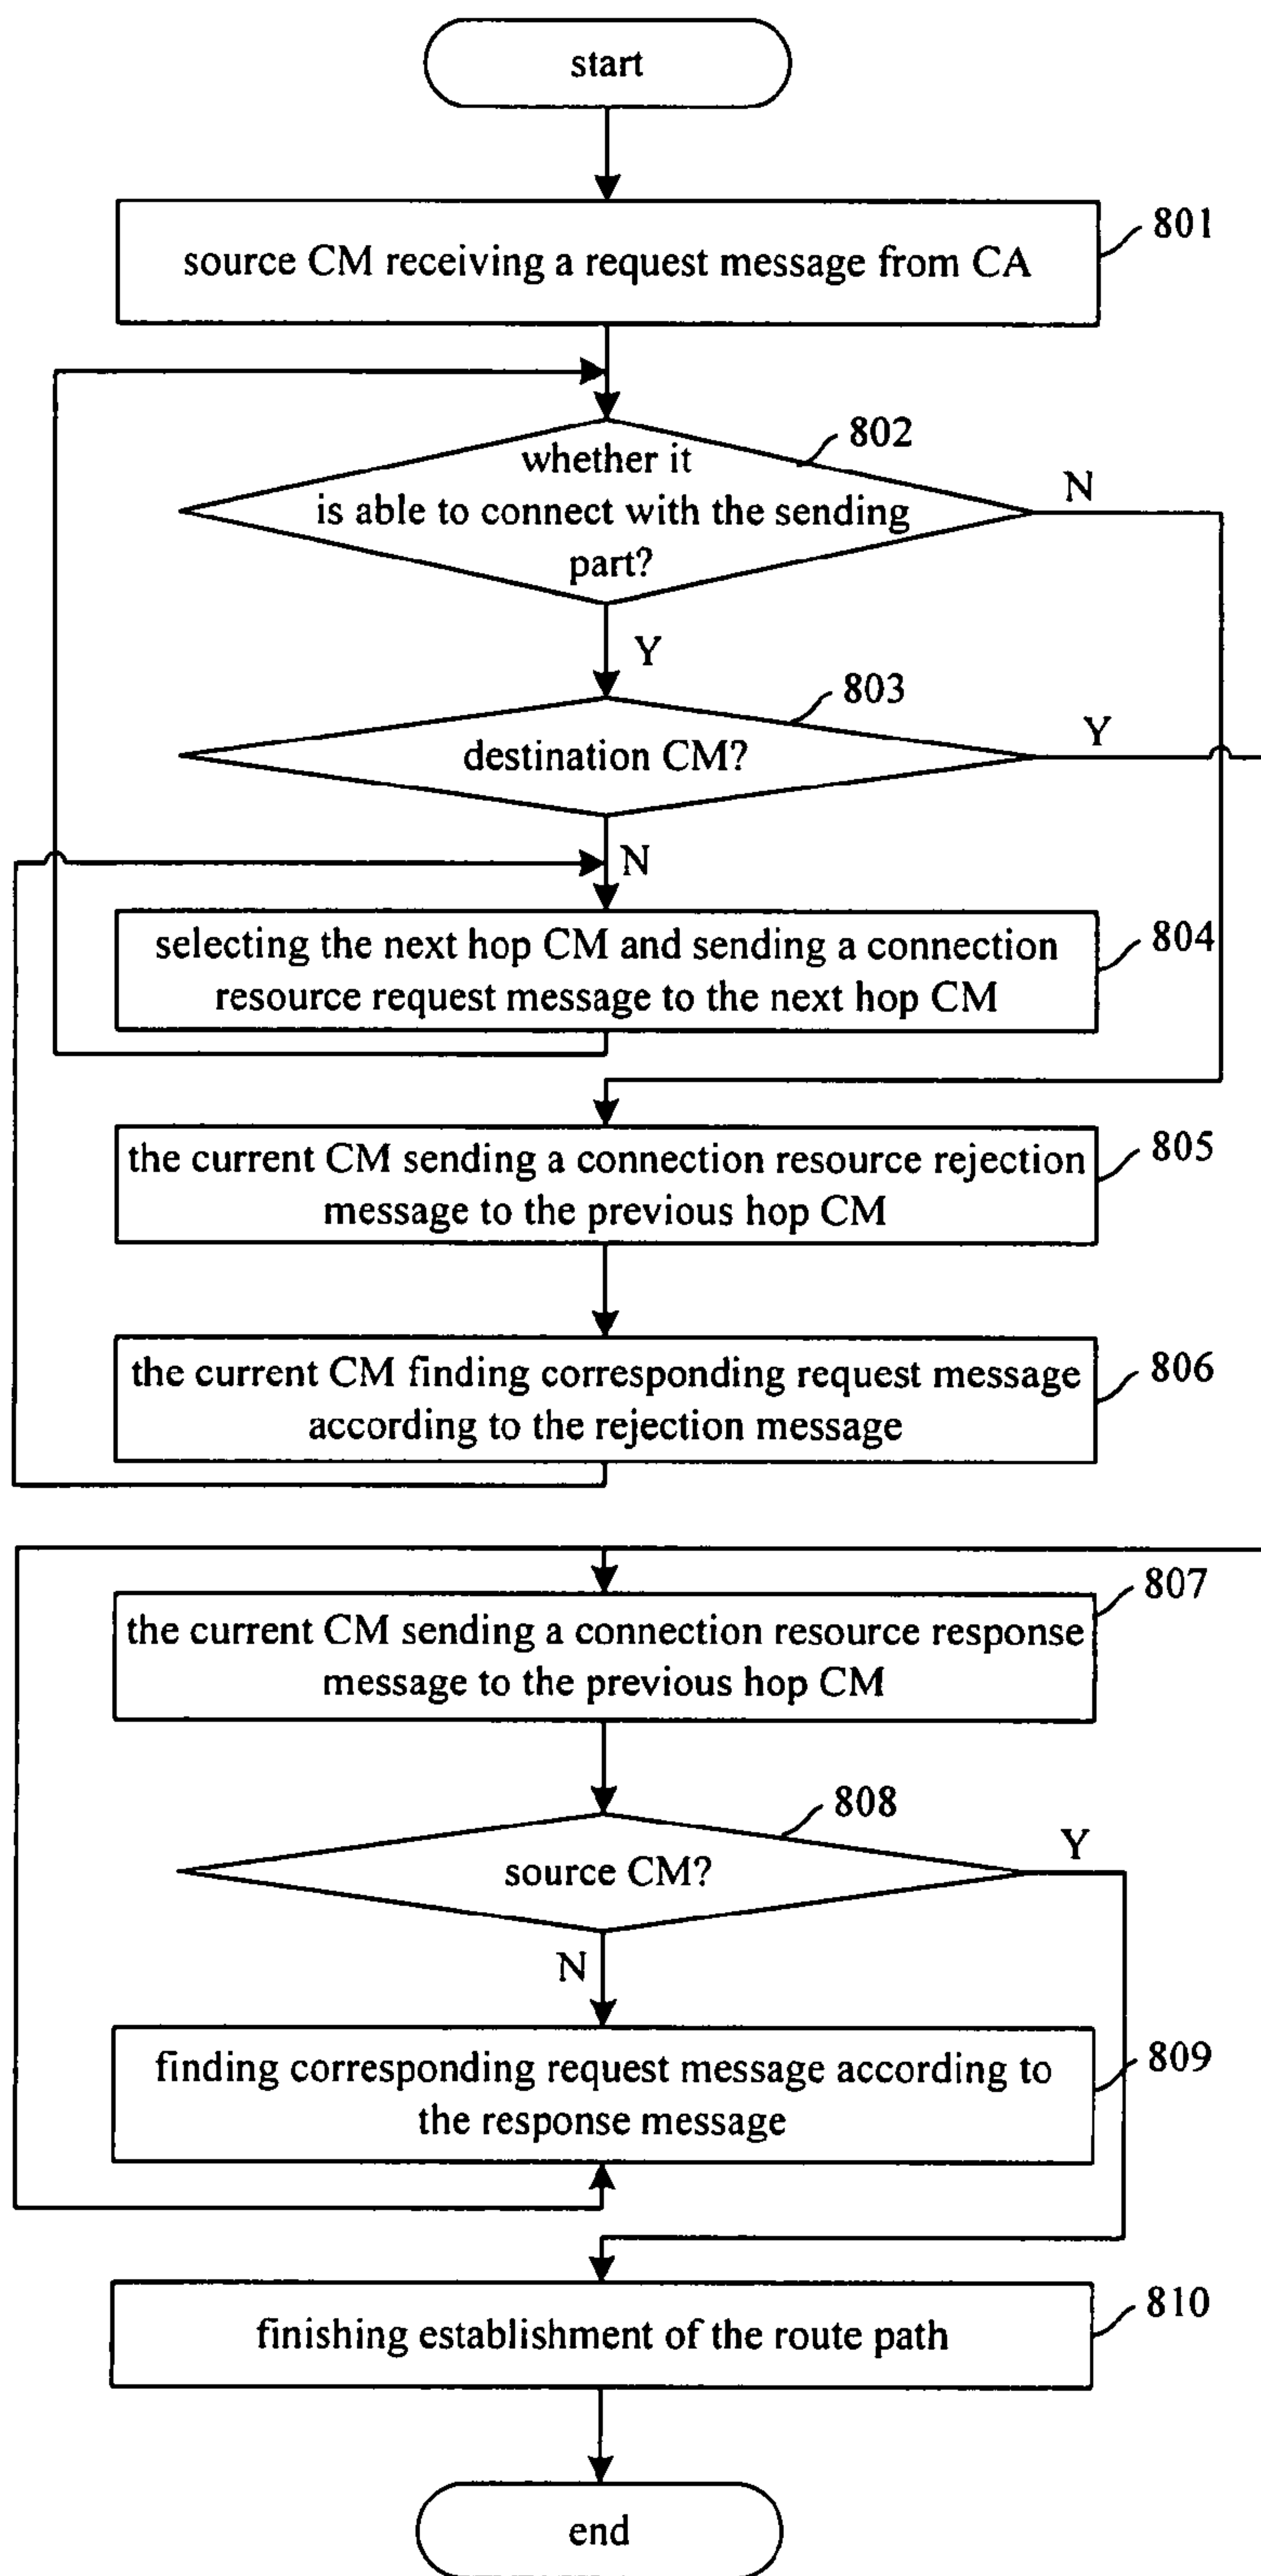 start
801
source CM receiving a request message from CA
802
whether it
is able to connect with the sending
part?
N
Y
803
destination CM?
Y
N
804
selecting the next hop CM and sending a connection
resource request message to the next hop CM
805
the current CM sending a connection resource rejection
message to the previous hop CM
806
the current CM finding corresponding request message
according to the rejection message
807
the current CM sending a connection resource response
message to the previous hop CM
808
source CM?
Y
N
809
finding corresponding request message according to
the response message
810
finishing establishment of the route path
end